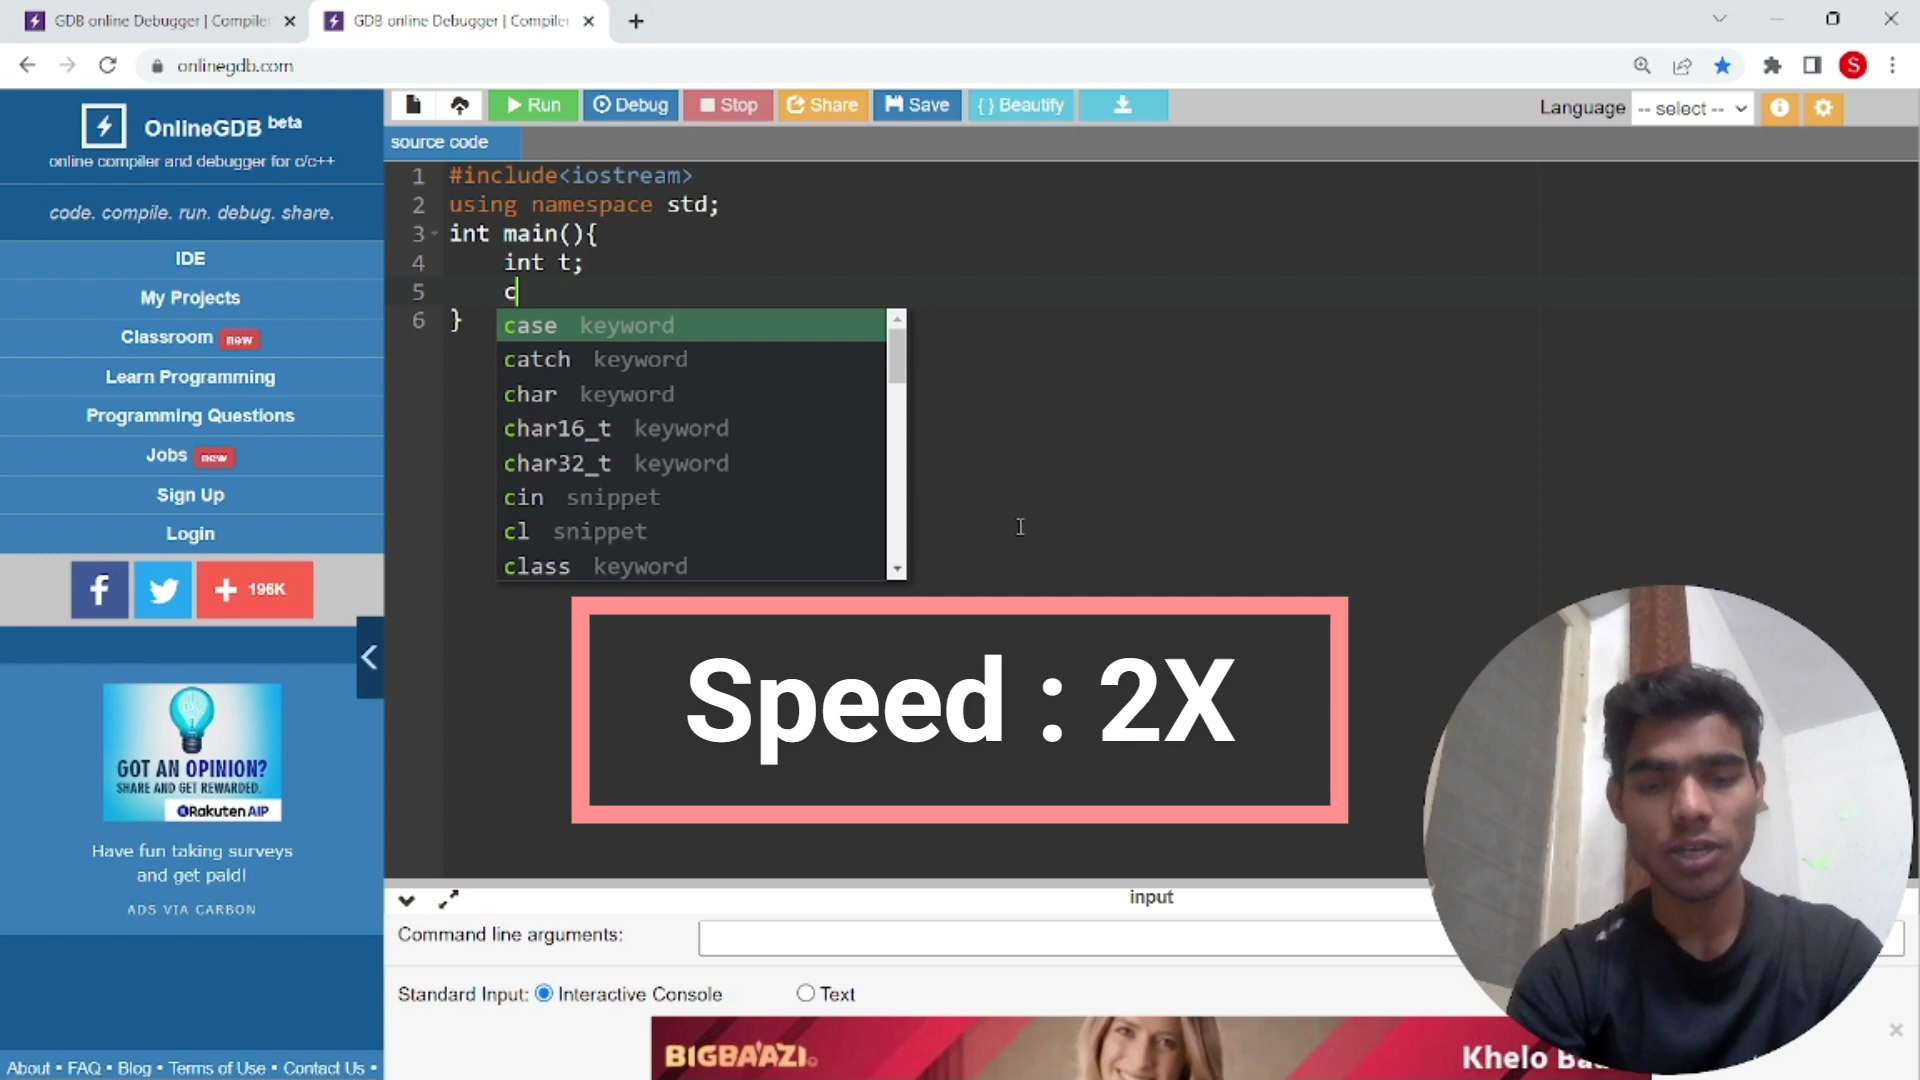 GDB online Debugger | Compiler
GDB online Debugger | Compiler
onlinegdb.com
S
OnlineGDB beta
online compiler and debugger for c/c++
code. compile. run. debug. share.
IDE
My Projects
Classroom new
Learn Programming
Programming Questions
Jobs new
Sign Up
Login
f
+ 196K
GOT AN OPINION?
SHARE AND GET REWARDED.
Rakuten AIP
Have fun taking surveys
and get paid!
ADS VIA CARBON
About • FAQ • Blog • Terms of Use • Contact Us •
Run Debug Stop Share Save { } Beautify
Language -- select --
source code
1 #include<iostream>
2 using namespace std;
3 int main(){
4 int t;
5 c
6 }
case keyword
catch keyword
char keyword
char16_t keyword
char32_t keyword
cin snippet
cl snippet
class keyword
Speed : 2X
input
Command line arguments:
Standard Input: Interactive Console Text
BIGBAAZI
Khelo